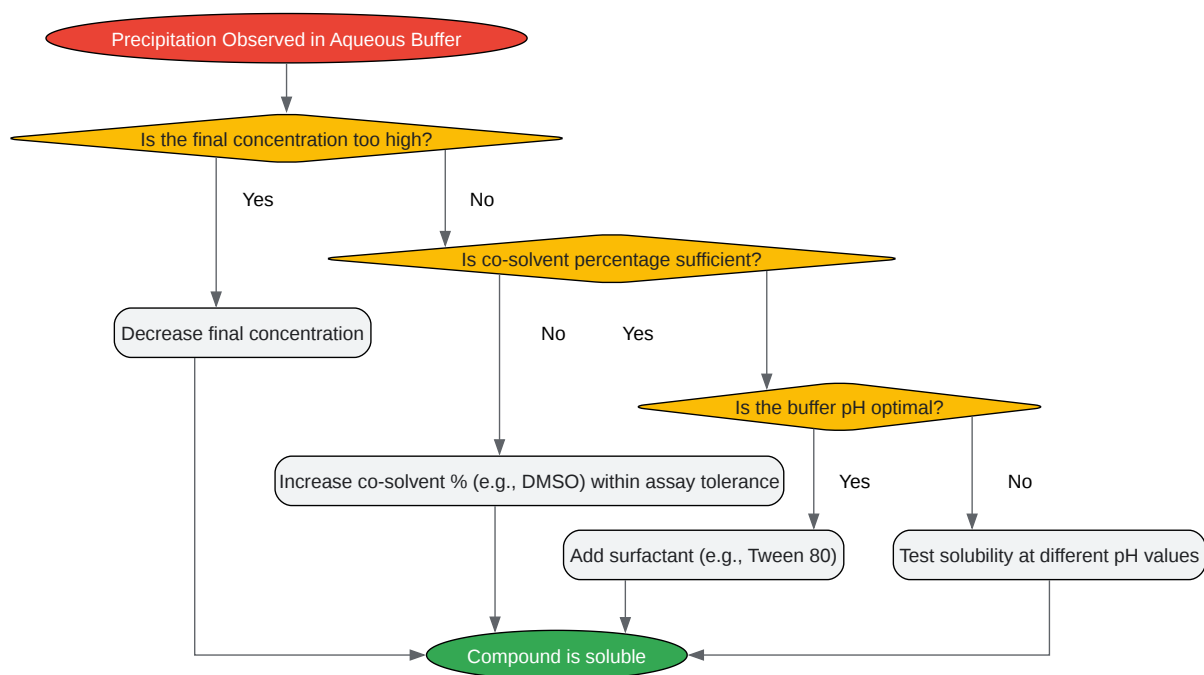 Precipitation Observed in Aqueous Buffer
Is the final concentration too high?
Yes
No
Is co-solvent percentage sufficient?
Decrease final concentration
No
Yes
Is the buffer pH optimal?
Increase co-solvent % (e.g., DMSO) within assay tolerance
Yes
No
Add surfactant (e.g., Tween 80)
Test solubility at different pH values
Compound is soluble